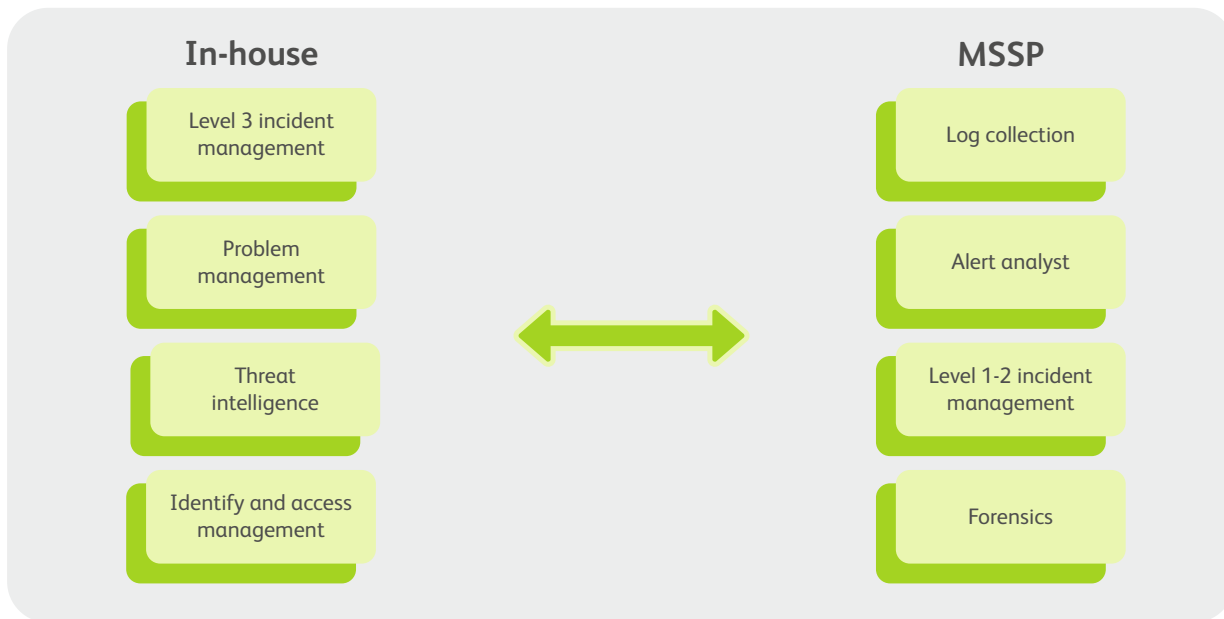 In-house
Level 3 incident
management
Problem
management
Threat
intelligence
Identify and access
management
MSSP
Log collection
Alert analyst
Level 1-2 incident
management
Forensics